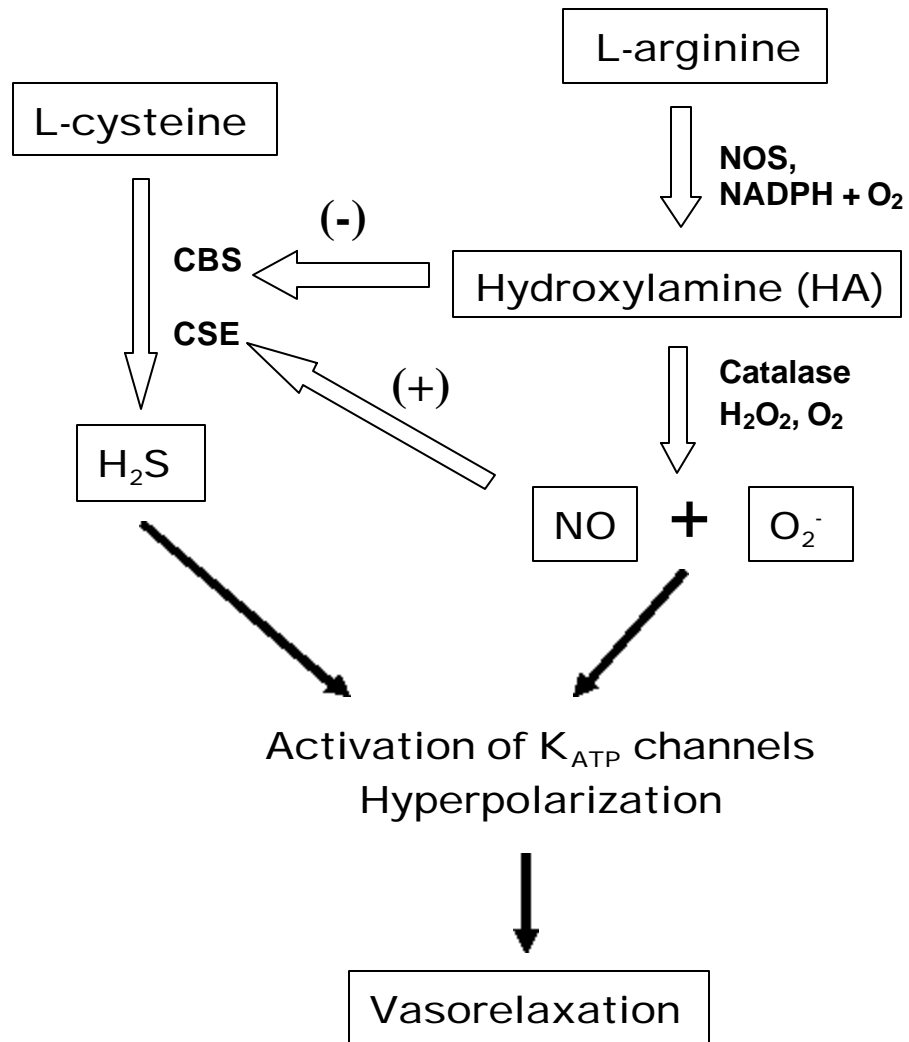 L-arginine
L-cysteine
NOS,
NADPH + O₂
(-)
CBS
Hydroxylamine (HA)
CSE
(+)
Catalase
H₂O₂, O₂
H₂S
NO + O₂⁻
Activation of K_ATP channels
Hyperpolarization
Vasorelaxation